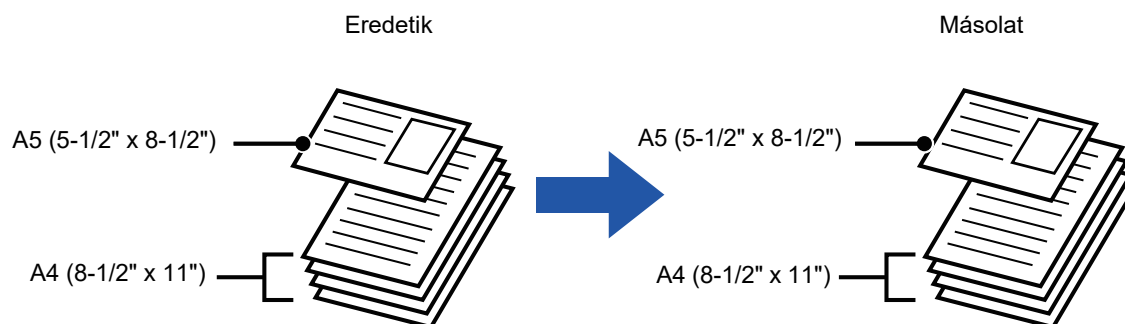 Eredetik
Másolat
A5 (5-1/2" x 8-1/2")
A5 (5-1/2" x 8-1/2")
A4 (8-1/2" x 11")
A4 (8-1/2" x 11")